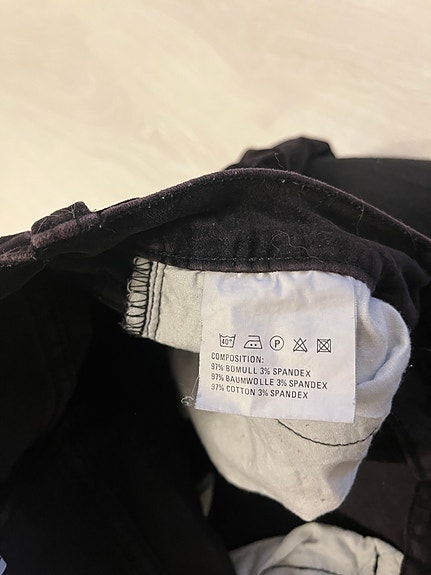 40° P
COMPOSITION:
97% BOMULL 3% SPANDEX
97% BAUMWOLLE 3% SPANDEX
97% COTTON 3% SPANDEX